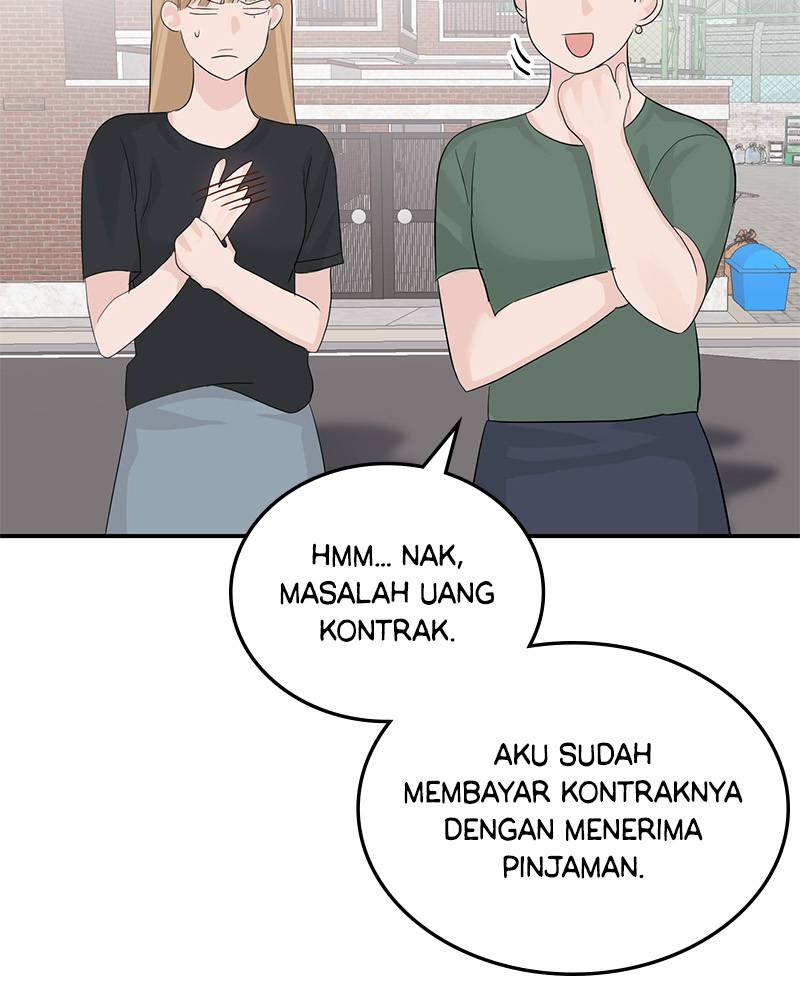 HMM... NAK,
MASALAH UANG
KONTRAK.
AKU SUDAH
MEMBAYAR KONTRAKNYA
DENGAN MENERIMA
PINJAMAN.